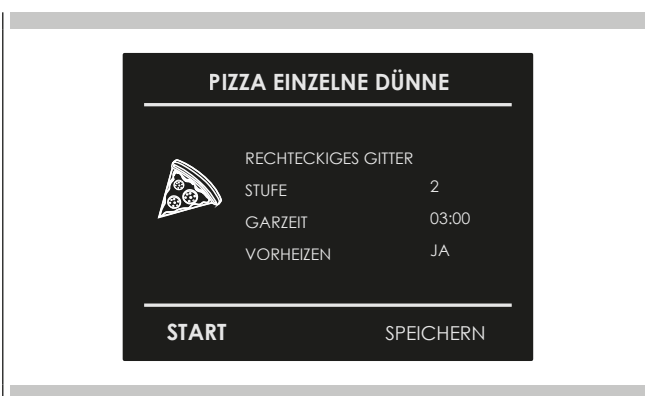 PIZZA EINZELNE DÜNNE
RECHTECKIGES GITTER
STUFE 2
GARZEIT 03:00
VORHEIZEN JA
START SPEICHERN